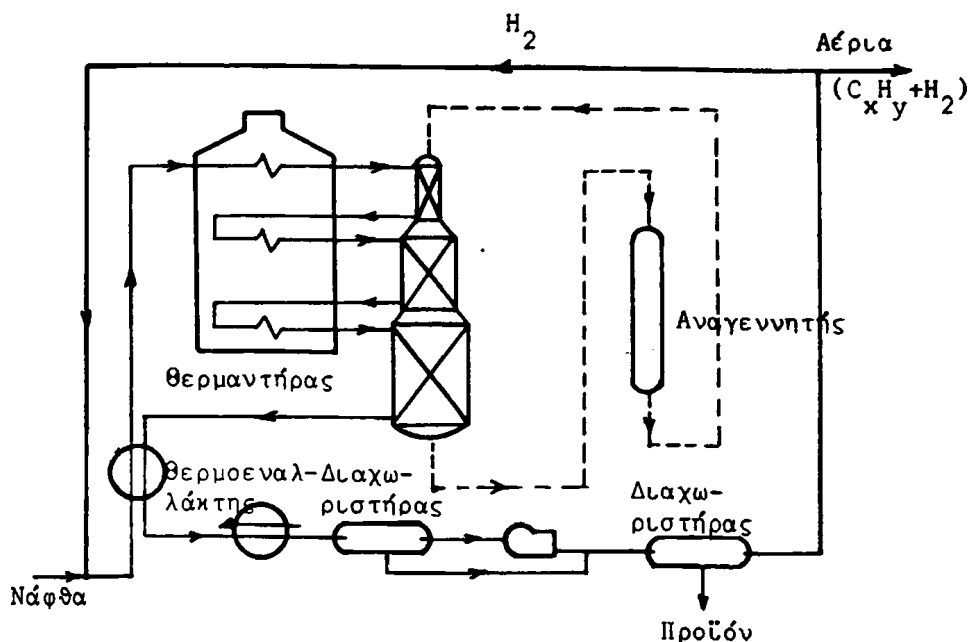 H2
Αέρια
(CxHy+H2)
Αναγεννητής
Θερμαντήρας
Θερμοεναλ-
λάκτης
Διαχω-
ριστήρας
Διαχω-
ριστήρας
Νάφθα
Προϊόν